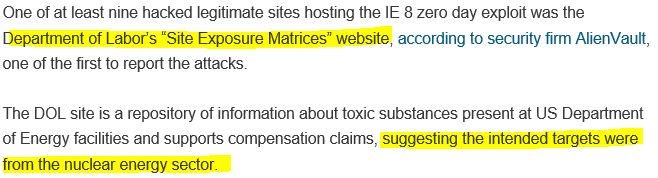 One of at least nine hacked legitimate sites hosting the IE 8 zero day exploit was the
Department of Labor's “Site Exposure Matrices” website, according to security firm AlienVault,
one of the first to report the attacks.
The DOL site is a repository of information about toxic substances present at US Department
of Energy facilities and supports compensation claims, suggesting the intended targets were
from the nuclear energy sector.